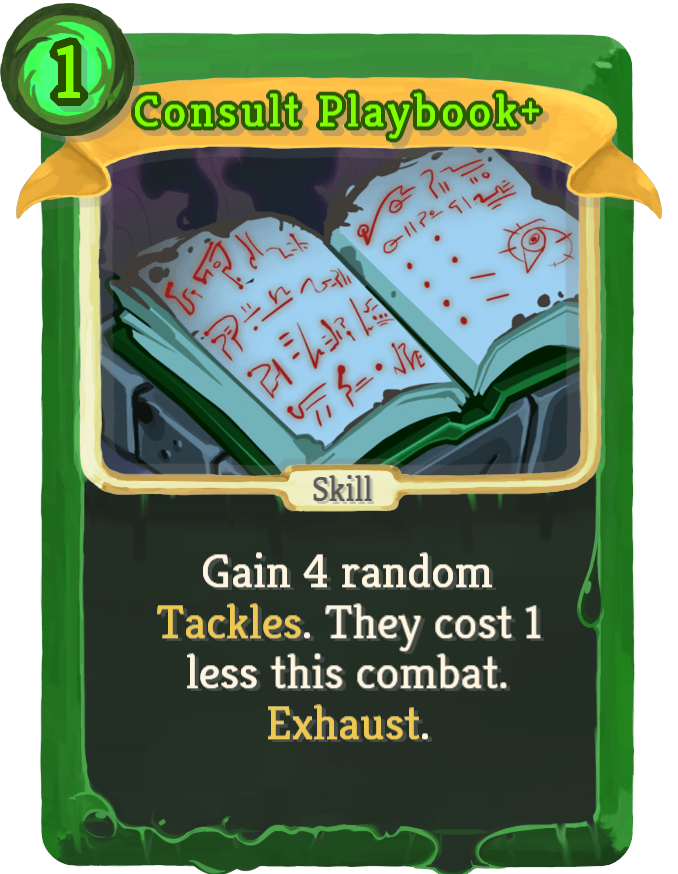 1
Consult Playbook+
Skill
Gain 4 random
Tackles. They cost 1
less this combat.
Exhaust.